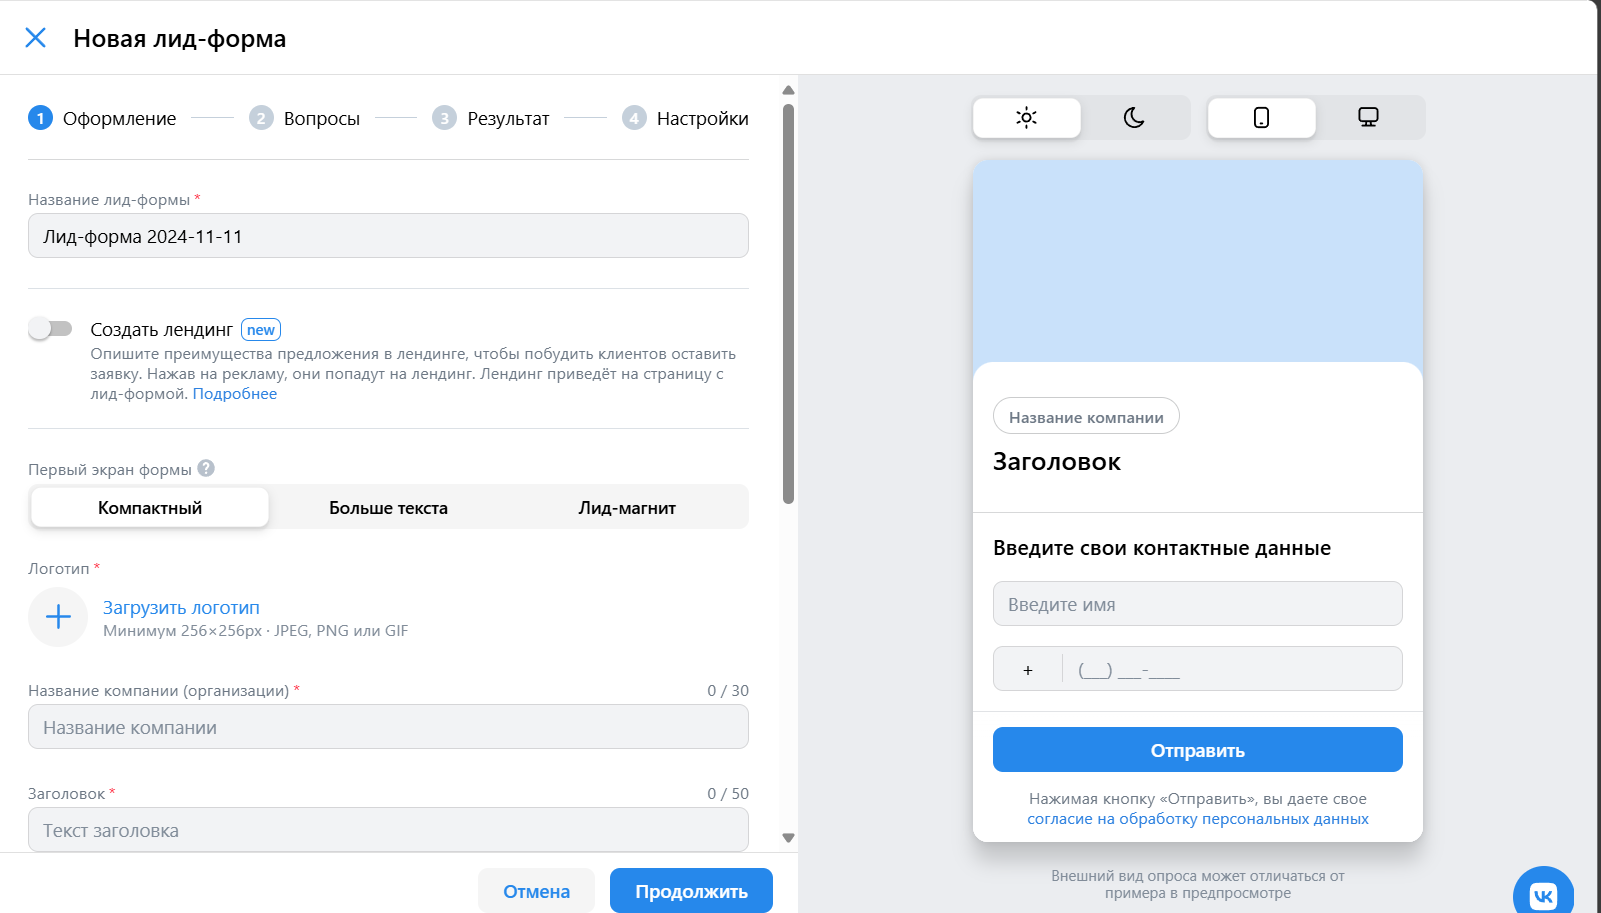 Новая лид-форма
1 Оформление
2 Вопросы
3 Результат
4 Настройки
Название лид-формы *
Лид-форма 2024-11-11
Создать лендинг new
Опишите преимущества предложения в лендинге, чтобы побудить клиентов оставить
заявку. Нажав на рекламу, они попадут на лендинг. Лендинг приведёт на страницу с
лид-формой. Подробнее
Первый экран формы ?
Компактный
Больше текста
Лид-магнит
Логотип *
Загрузить логотип
Минимум 256×256px · JPEG, PNG или GIF
Название компании (организации) *
0 / 30
Название компании
Заголовок *
0 / 50
Текст заголовка
Отмена
Продолжить
Название компании
Заголовок
Введите свои контактные данные
Введите имя
+ (___) ___-____
Отправить
Нажимая кнопку «Отправить», вы даете свое
согласие на обработку персональных данных
Внешний вид опроса может отличаться от
примера в предпросмотре